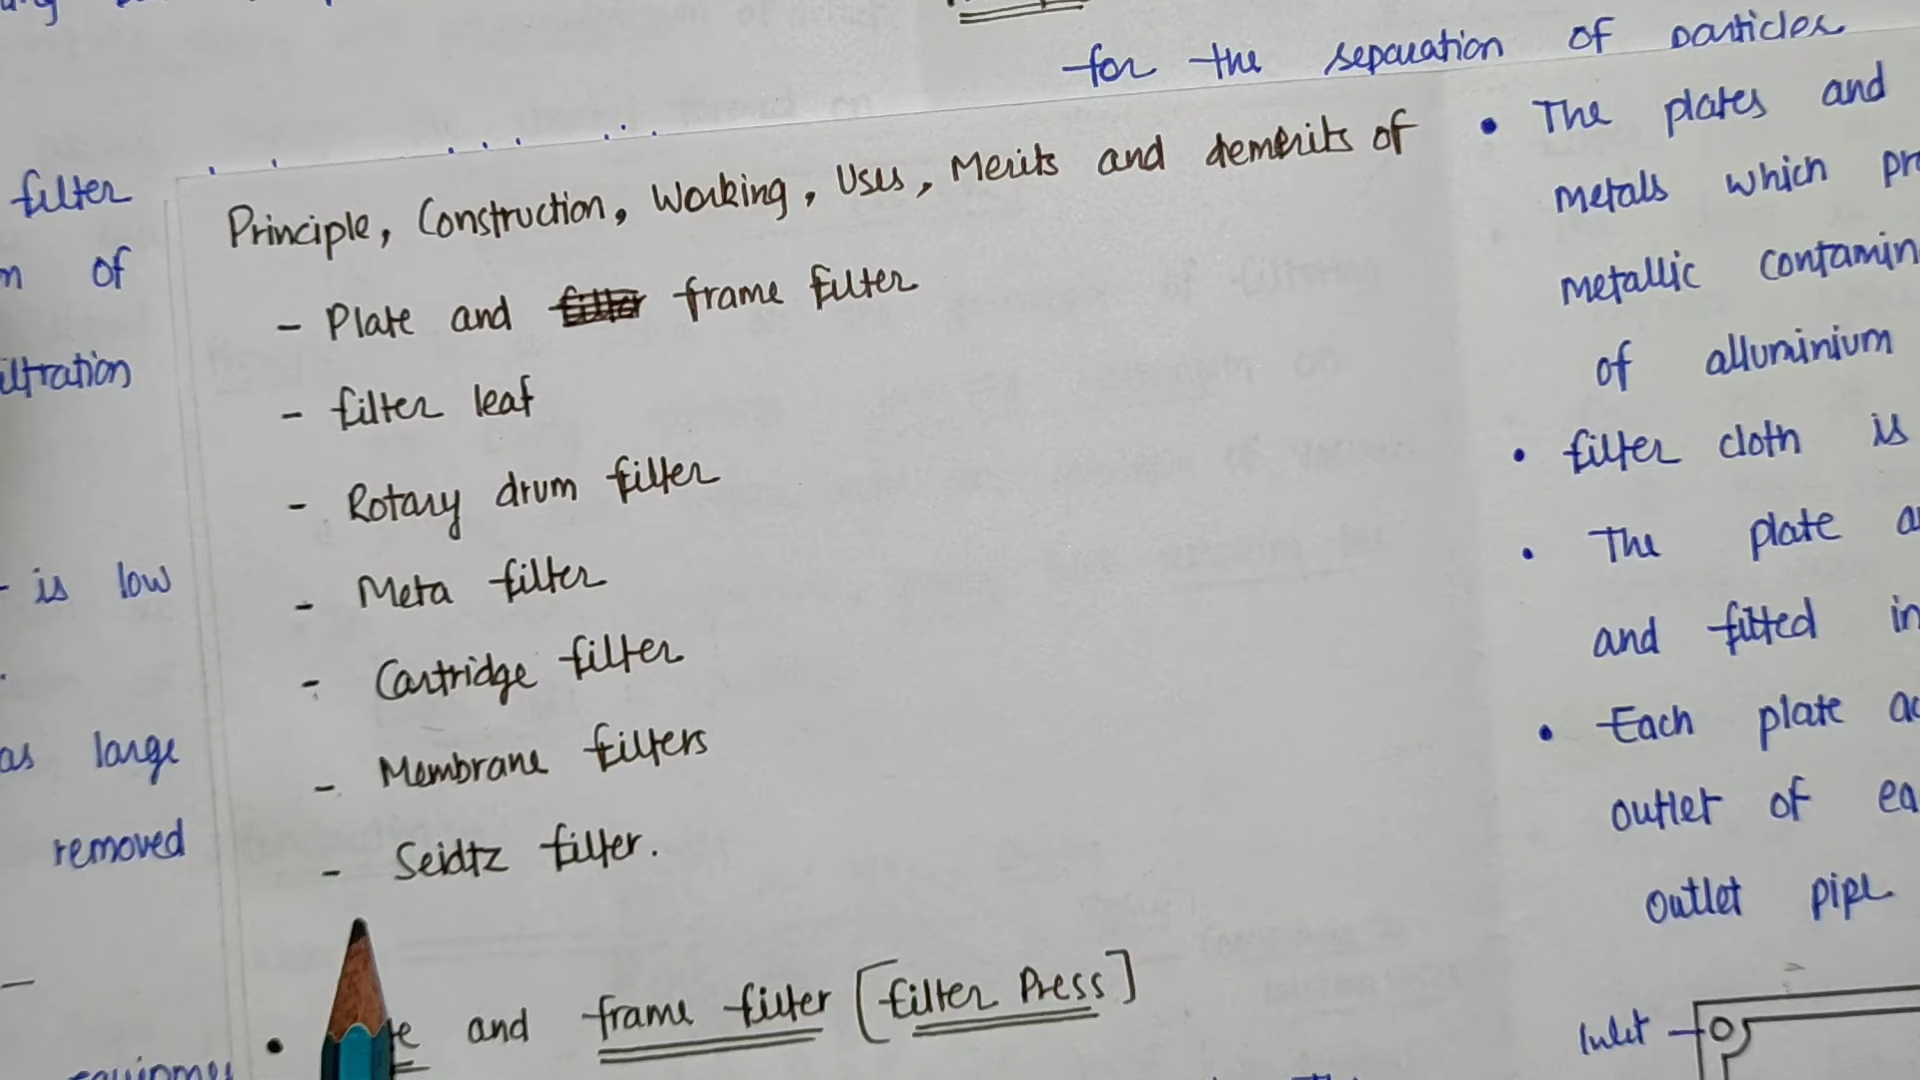 for the separation of particles
Principle, Construction, Working, Uses, Merits and demerits of
- Plate and frame filter
- filter leaf
- Rotary drum filter
- Meta filter
- Cartridge filter
- Membrane filters
- Seidtz filter.
• and frame filter [filter Press]
filter
of
is low
as large
removed
• The plates and
metals which
metallic
of alluminium
• filter cloth is
• The plate
and fitted in
• Each plate
outlet of
outlet pipe
Inlet